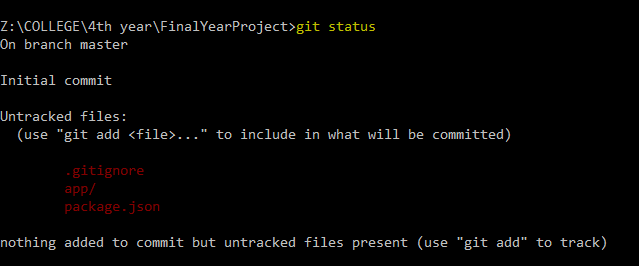 Z:\COLLEGE\4th year\FinalYearProject>git status
On branch master
Initial commit
Untracked files:
(use "git add <file>..." to include in what will be committed)
.gitignore
app/
package.json
nothing added to commit but untracked files present (use "git add" to track)